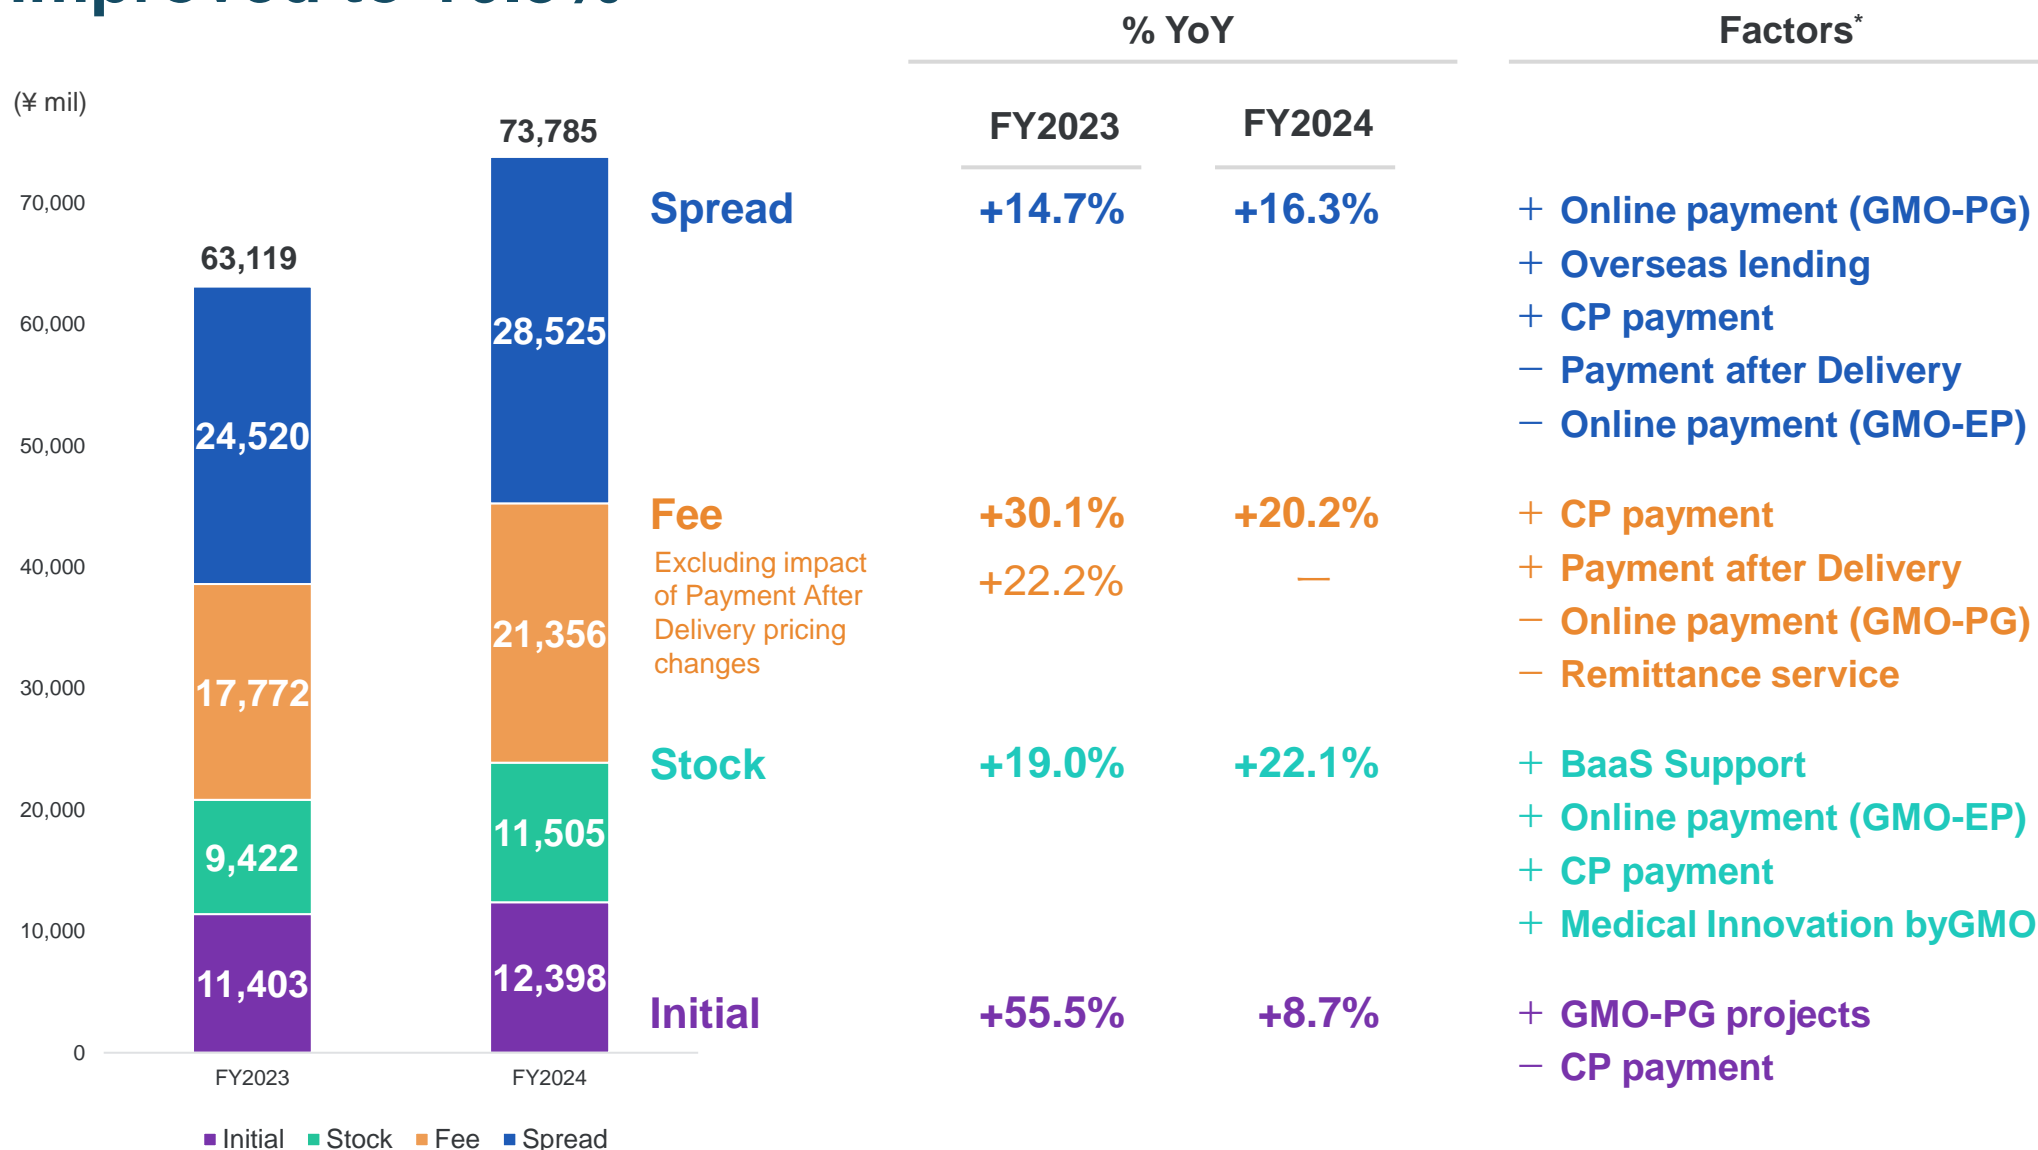 (¥ mil)
73,785
63,119
70,000
60,000
50,000
40,000
30,000
20,000
10,000
0
24,520
17,772
9,422
11,403
28,525
21,356
11,505
12,398
FY2023
FY2024
Initial
Stock
Fee
Spread
% YoY
Factors*
FY2023
FY2024
Spread
+14.7%
+16.3%
+ Online payment (GMO-PG)
+ Overseas lending
+ CP payment
− Payment after Delivery
− Online payment (GMO-EP)
Fee
+30.1%
+20.2%
Excluding impact
of Payment After
Delivery pricing
changes
+22.2%
—
+ CP payment
+ Payment after Delivery
− Online payment (GMO-PG)
− Remittance service
Stock
+19.0%
+22.1%
+ BaaS Support
+ Online payment (GMO-EP)
+ CP payment
+ Medical Innovation byGMO
Initial
+55.5%
+8.7%
+ GMO-PG projects
− CP payment